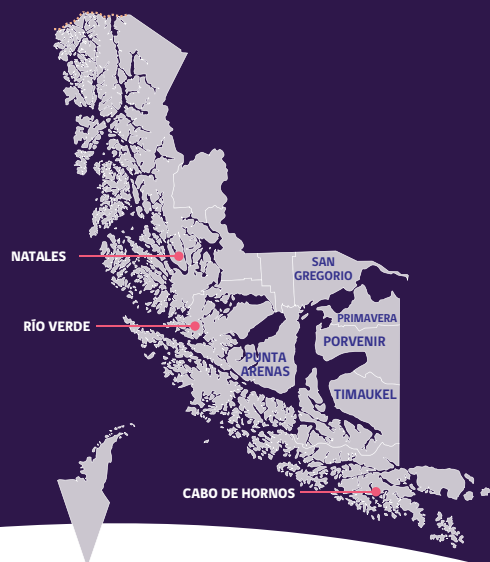 SAN
GREGORIO
NATALES
PRIMAVERA
RÍO VERDE
PORVENIR
PUNTA
ARENAS
TIMAUKEL
CABO DE HORNOS